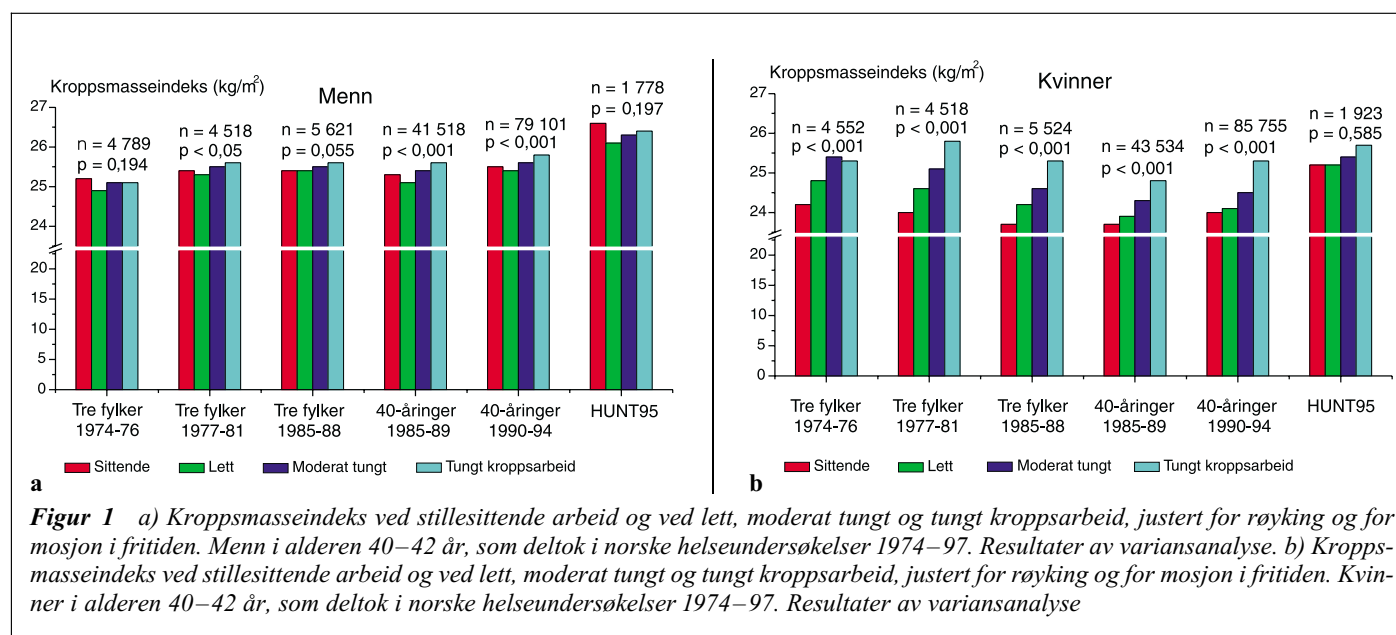 Kroppsmasseindeks (kg/m²)
Menn
27
26
25
24
20
15
10
5
0
n = 4 789
p = 0,194
n = 4 518
p < 0,05
n = 5 621
p = 0,055
n = 41 518
p < 0,001
n = 79 101
p < 0,001
n = 1 778
p = 0,197
Tre fylker
1974-76
Tre fylker
1977-81
Tre fylker
1985-88
40-åringer
1985-89
40-åringer
1990-94
HUNT95
Sittende Lett Moderat tungt Tungt kroppsarbeid
a
Kroppsmasseindeks (kg/m²)
Kvinner
27
26
25
24
20
15
10
5
0
n = 4 552
p < 0,001
n = 4 518
p < 0,001
n = 5 524
p < 0,001
n = 43 534
p < 0,001
n = 85 755
p < 0,001
n = 1 923
p = 0,585
Tre fylker
1974-76
Tre fylker
1977-81
Tre fylker
1985-88
40-åringer
1985-89
40-åringer
1990-94
HUNT95
Sittende Lett Moderat tungt Tungt kroppsarbeid
b
Figur 1 a) Kroppsmasseindeks ved stillesittende arbeid og ved lett, moderat tungt og tungt kroppsarbeid, justert for røyking og for
mosjon i fritiden. Menn i alderen 40–42 år, som deltok i norske helseundersøkelser 1974–97. Resultater av variansanalyse. b) Kropps-
masseindeks ved stillesittende arbeid og ved lett, moderat tungt og tungt kroppsarbeid, justert for røyking og for mosjon i fritiden. Kvin-
ner i alderen 40–42 år, som deltok i norske helseundersøkelser 1974–97. Resultater av variansanalyse